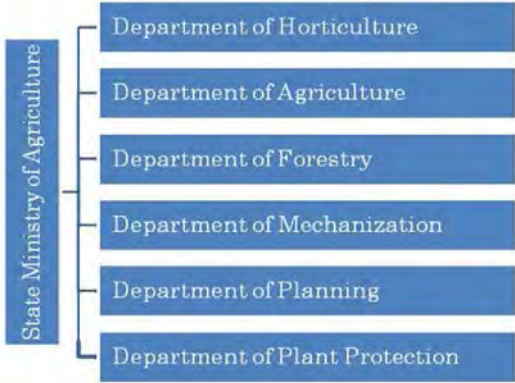 State Ministry of Agriculture
Department of Horticulture
Department of Agriculture
Department of Forestry
Department of Mechanization
Department of Planning
Department of Plant Protection